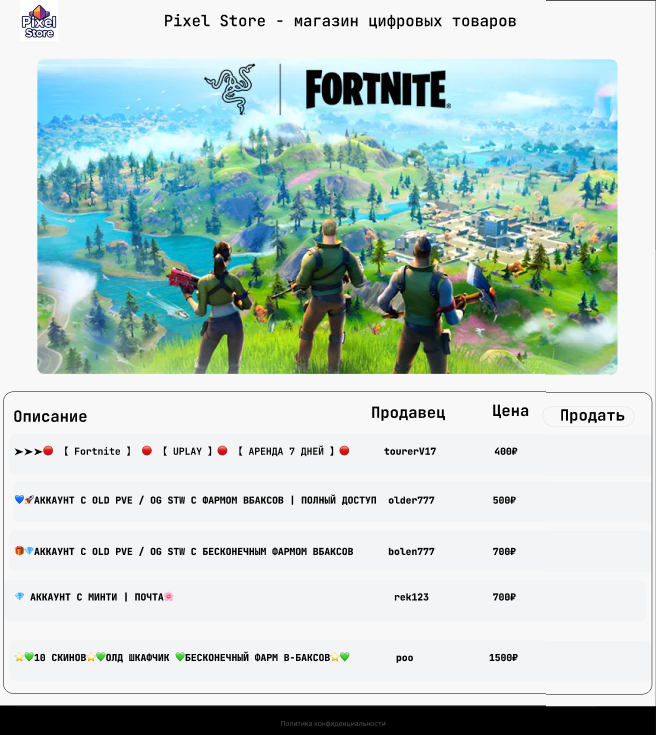 Pixel
Store
Pixel Store - магазин цифровых товаров
FORTNITE
Описание Продавец Цена Продать
➤➤➤🔴 【 Fortnite 】 🔴 【 UPLAY 】🔴 【 АРЕНДА 7 ДНЕЙ 】🔴 tourerV17 400₽
💙🚀АККАУНТ С OLD PVE / OG STW С ФАРМОМ ВБАКСОВ | ПОЛНЫЙ ДОСТУП older777 500₽
🎁💎АККАУНТ С OLD PVE / OG STW С БЕСКОНЕЧНЫМ ФАРМОМ ВБАКСОВ bolen777 700₽
💎 АККАУНТ С МИНТИ | ПОЧТА🌸 rek123 700₽
⭐💚10 СКИНОВ⭐💚ОЛД ШКАФЧИК 💚БЕСКОНЕЧНЫЙ ФАРМ В-БАКСОВ⭐💚 poo 1500₽
Политика конфиденциальности